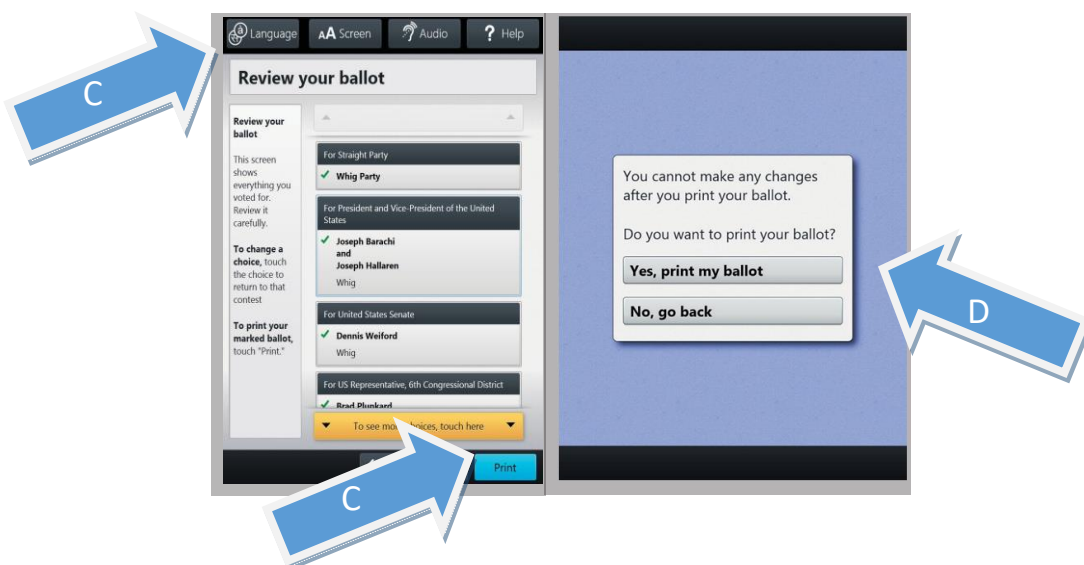 Language
AA Screen
Audio
? Help
Review your ballot
Review your
ballot
This screen
shows
everything you
voted for.
Review it
carefully.
To change a
choice, touch
the choice to
return to that
contest
To print your
marked ballot,
touch "Print."
For Straight Party
Whig Party
For President and Vice-President of the United
States
Joseph Barachi
and
Joseph Hallaren
Whig
For United States Senate
Dennis Weiford
Whig
For US Representative, 6th Congressional District
Brad Plunkard
To see more choices, touch here
Print
C
C
You cannot make any changes
after you print your ballot.
Do you want to print your ballot?
Yes, print my ballot
No, go back
D